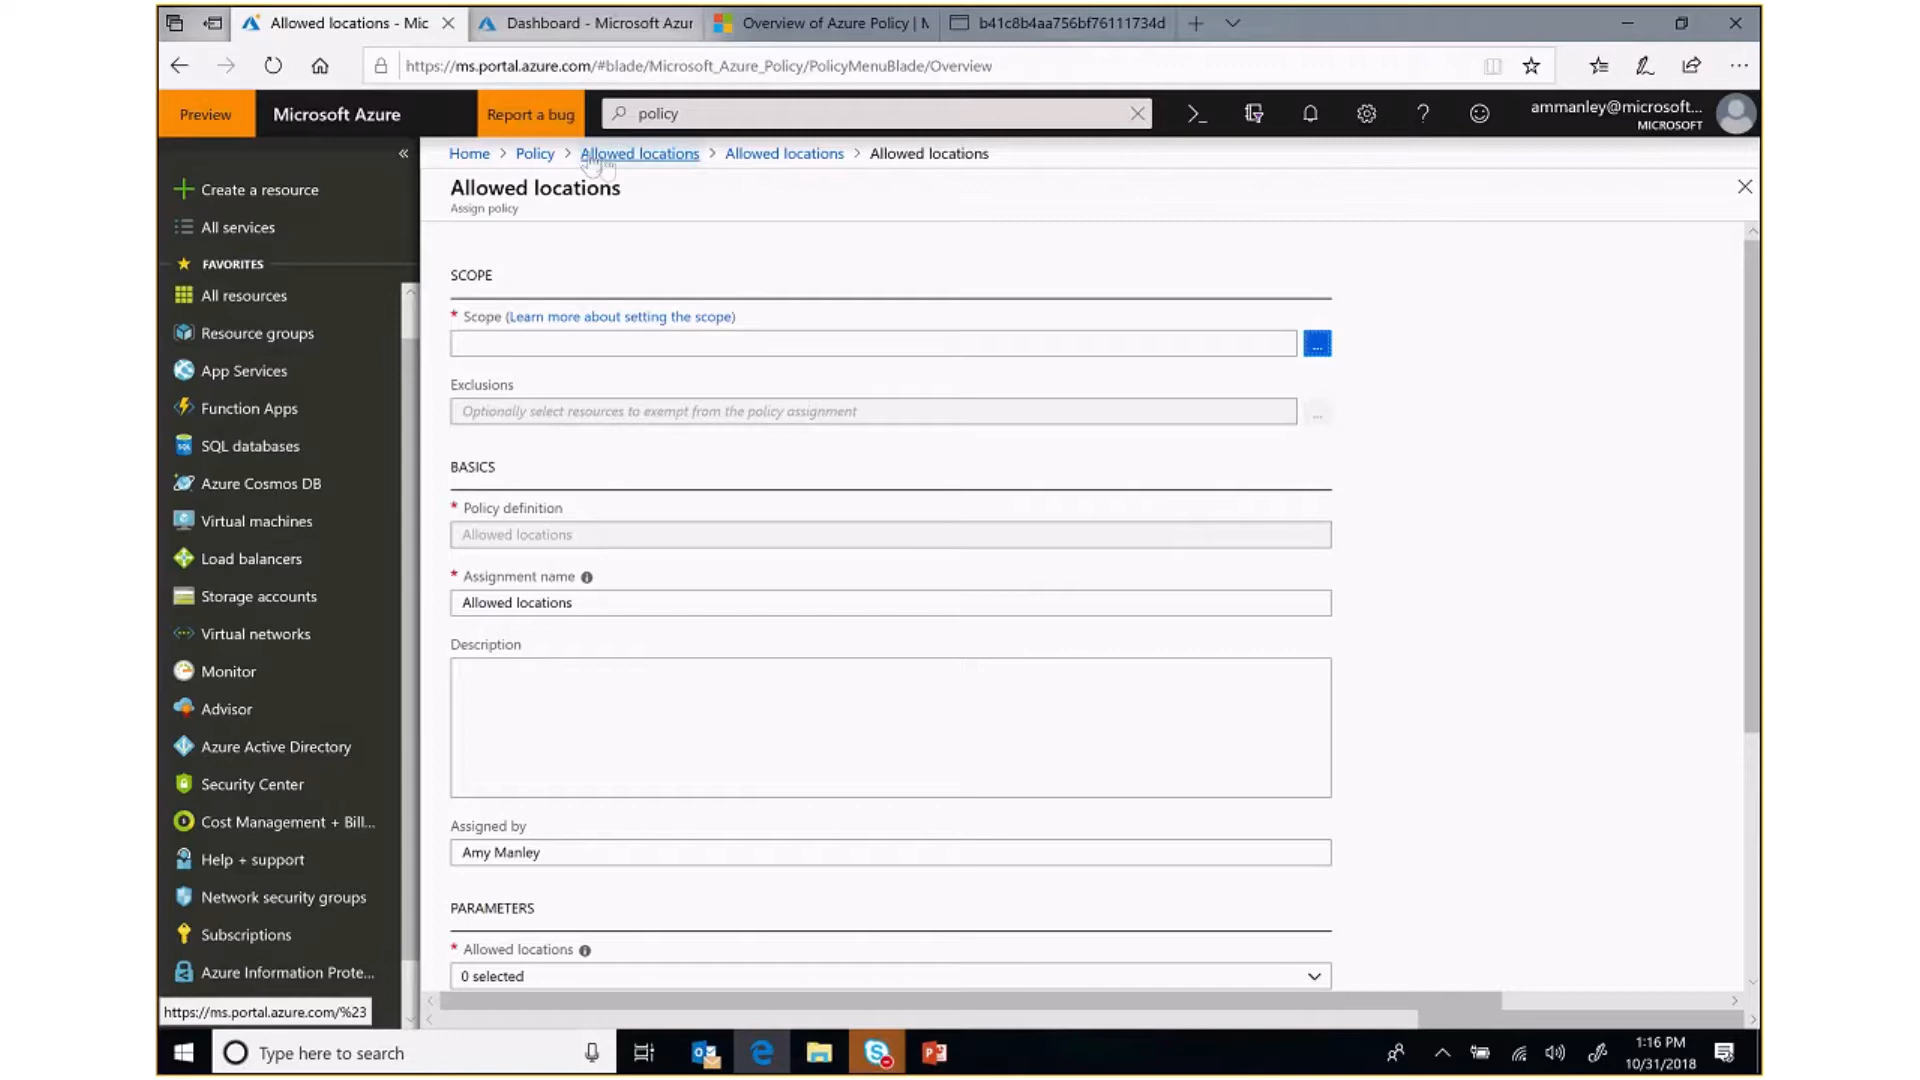 Allowed locations - Mic
Dashboard - Microsoft Azur
Overview of Azure Policy | M
b41c8b4aa756bf76111734d
https://ms.portal.azure.com/#blade/Microsoft_Azure_Policy/PolicyMenuBlade/Overview
Preview
Microsoft Azure
Report a bug
policy
ammanley@microsoft...
MICROSOFT
Home > Policy > Allowed locations > Allowed locations > Allowed locations
Allowed locations
Assign policy
Create a resource
All services
FAVORITES
All resources
Resource groups
App Services
Function Apps
SQL databases
Azure Cosmos DB
Virtual machines
Load balancers
Storage accounts
Virtual networks
Monitor
Advisor
Azure Active Directory
Security Center
Cost Management + Bill...
Help + support
Network security groups
Subscriptions
Azure Information Prote...
https://ms.portal.azure.com/%23
SCOPE
* Scope (Learn more about setting the scope)
...
Exclusions
Optionally select resources to exempt from the policy assignment
...
BASICS
* Policy definition
Allowed locations
* Assignment name
Allowed locations
Description
Assigned by
Amy Manley
PARAMETERS
* Allowed locations
0 selected
Type here to search
1:16 PM
10/31/2018